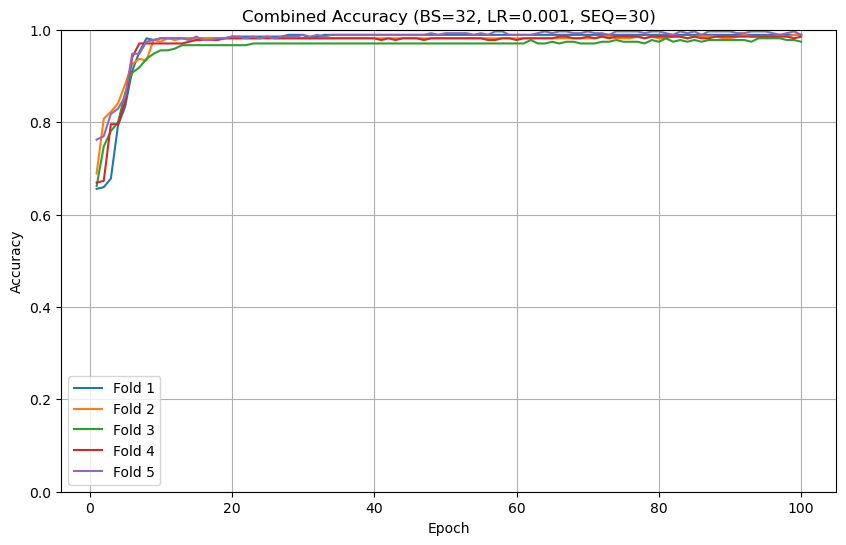 Combined Accuracy (BS=32, LR=0.001, SEQ=30)
1.0
0.8
0.6
0.4
0.2
0.0
Accuracy
Fold 1
Fold 2
Fold 3
Fold 4
Fold 5
0 20 40 60 80 100
Epoch